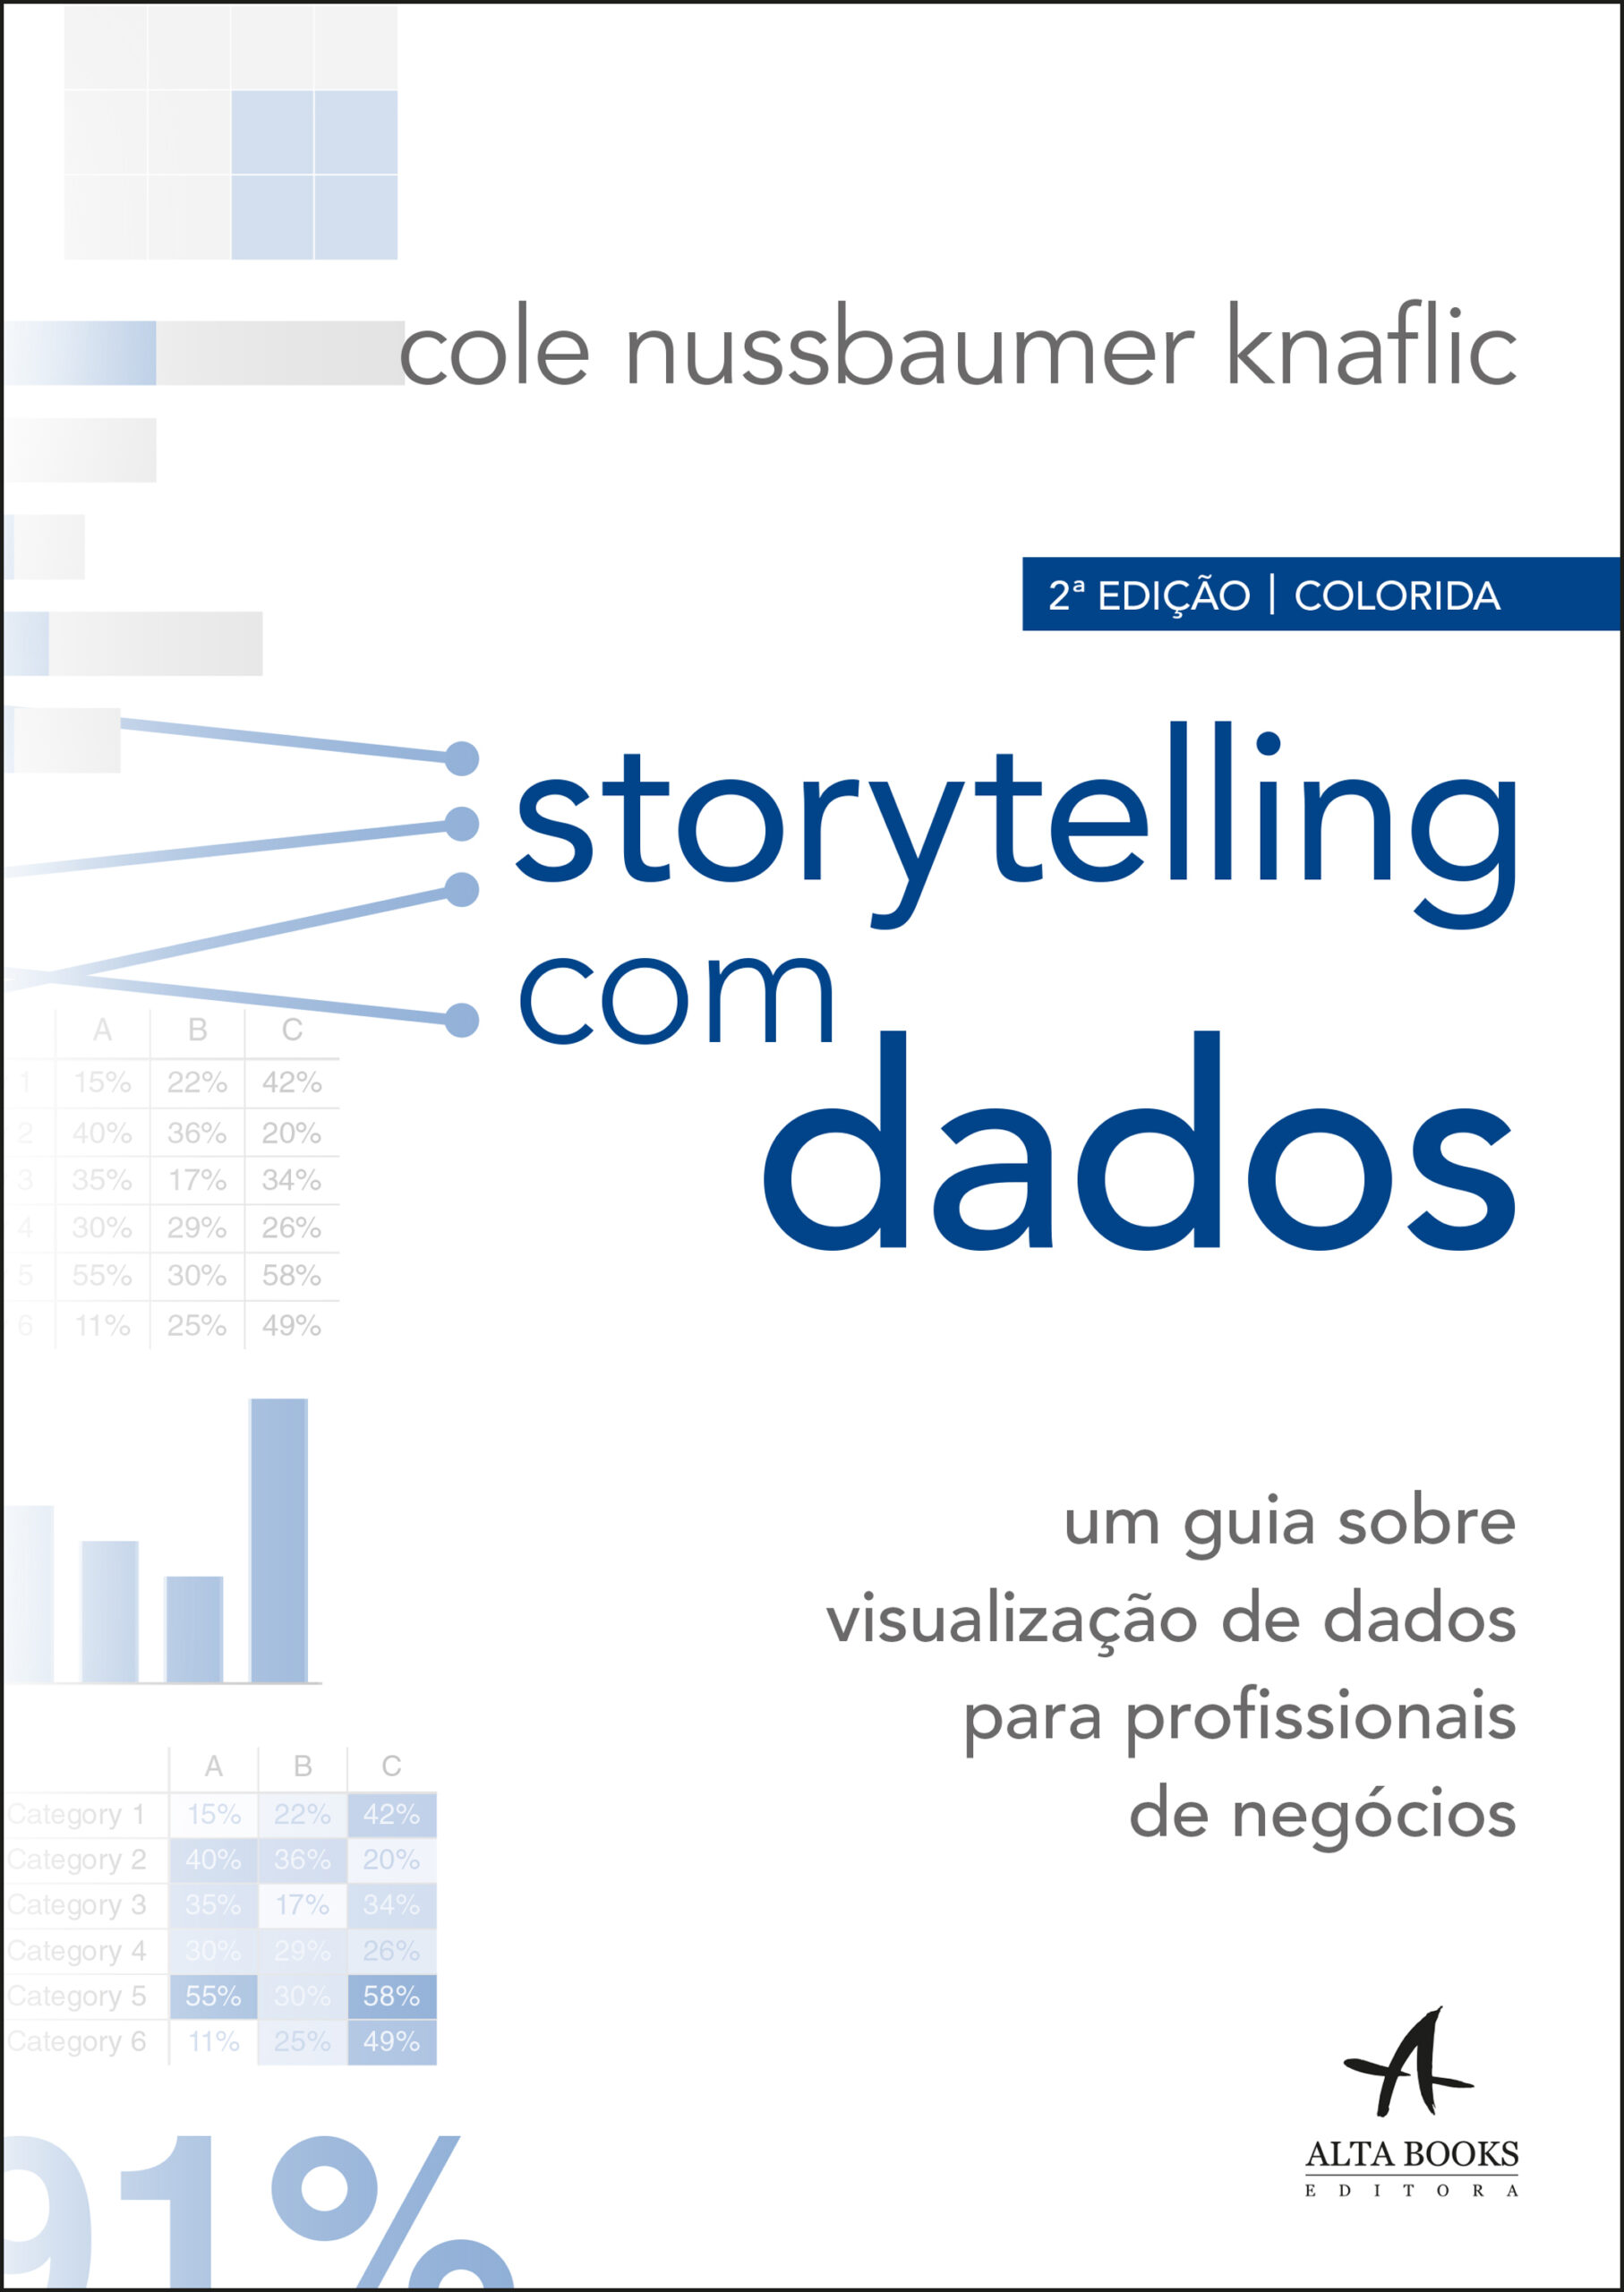 cole nussbaumer knaflic
2ª EDIÇÃO | COLORIDA
storytelling
com
dados
A B C
1 15% 22% 42%
2 40% 36% 20%
3 35% 17% 34%
4 30% 29% 26%
5 55% 30% 58%
6 11% 25% 49%
um guia sobre
visualização de dados
para profissionais
de negócios
A B C
Category 1 15% 22% 42%
Category 2 40% 36% 20%
Category 3 35% 17% 34%
Category 4 30% 29% 26%
Category 5 55% 30% 58%
Category 6 11% 25% 49%
91%
ALTA BOOKS
EDITORA